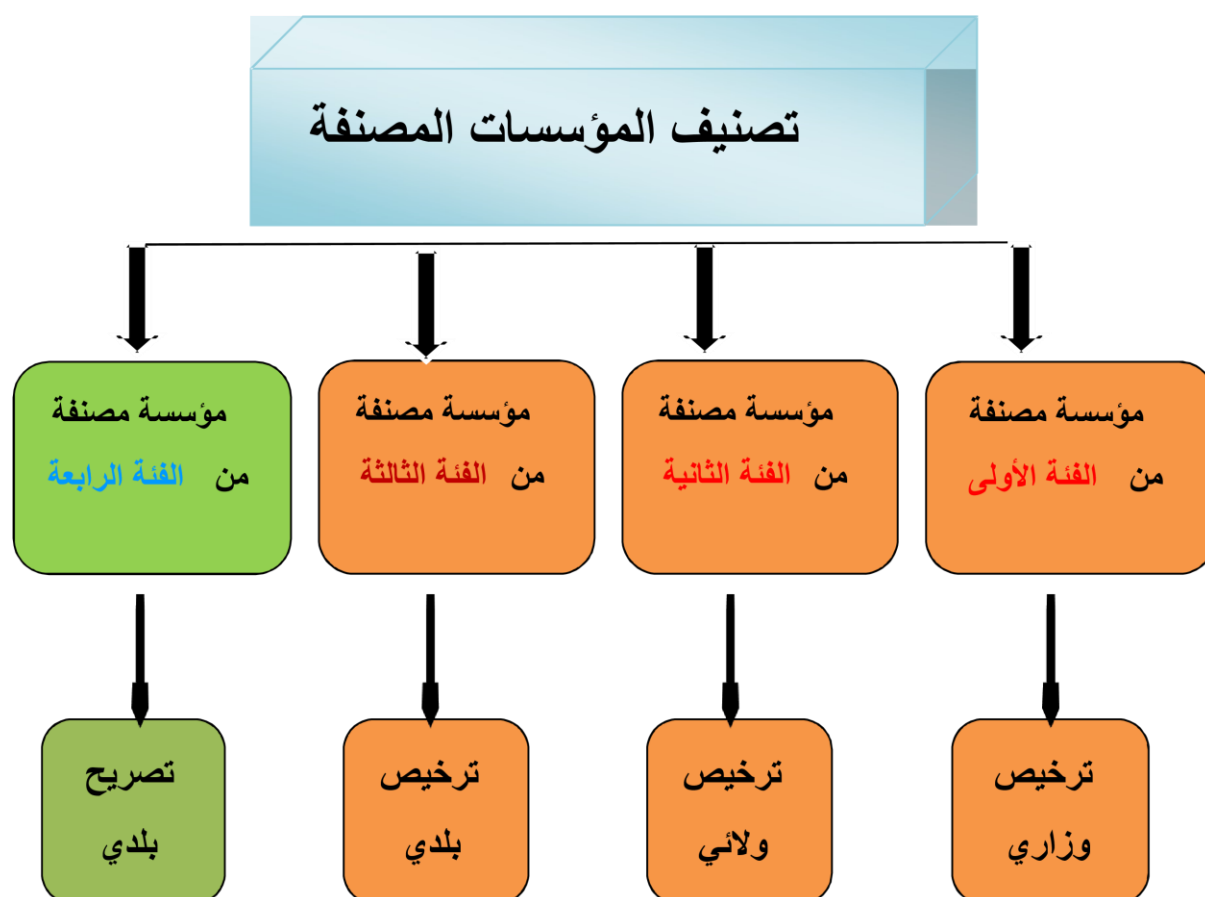 تصنيف المؤسسات المصنفة
مؤسسة مصنفة
من الفئة الأولى
مؤسسة مصنفة
من الفئة الثانية
مؤسسة مصنفة
من الفئة الثالثة
مؤسسة مصنفة
من الفئة الرابعة
ترخيص
وزاري
ترخيص
ولائي
ترخيص
بلدي
تصريح
بلدي